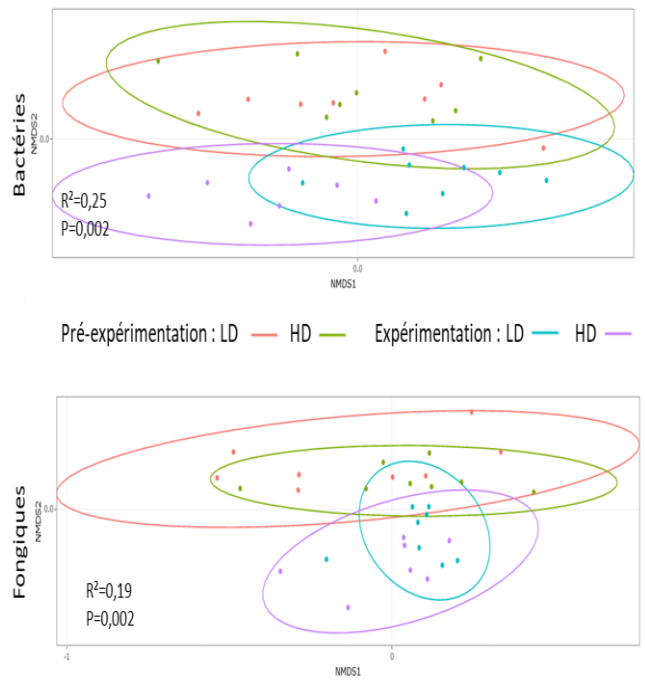 Bactéries
NMDS2
0.0
R²=0,25
P=0,002
0.0
NMDS1
Pré-expérimentation : LD HD Expérimentation : LD HD
Fongiques
NMDS2
0.0
R²=0,19
P=0,002
-1 0
NMDS1